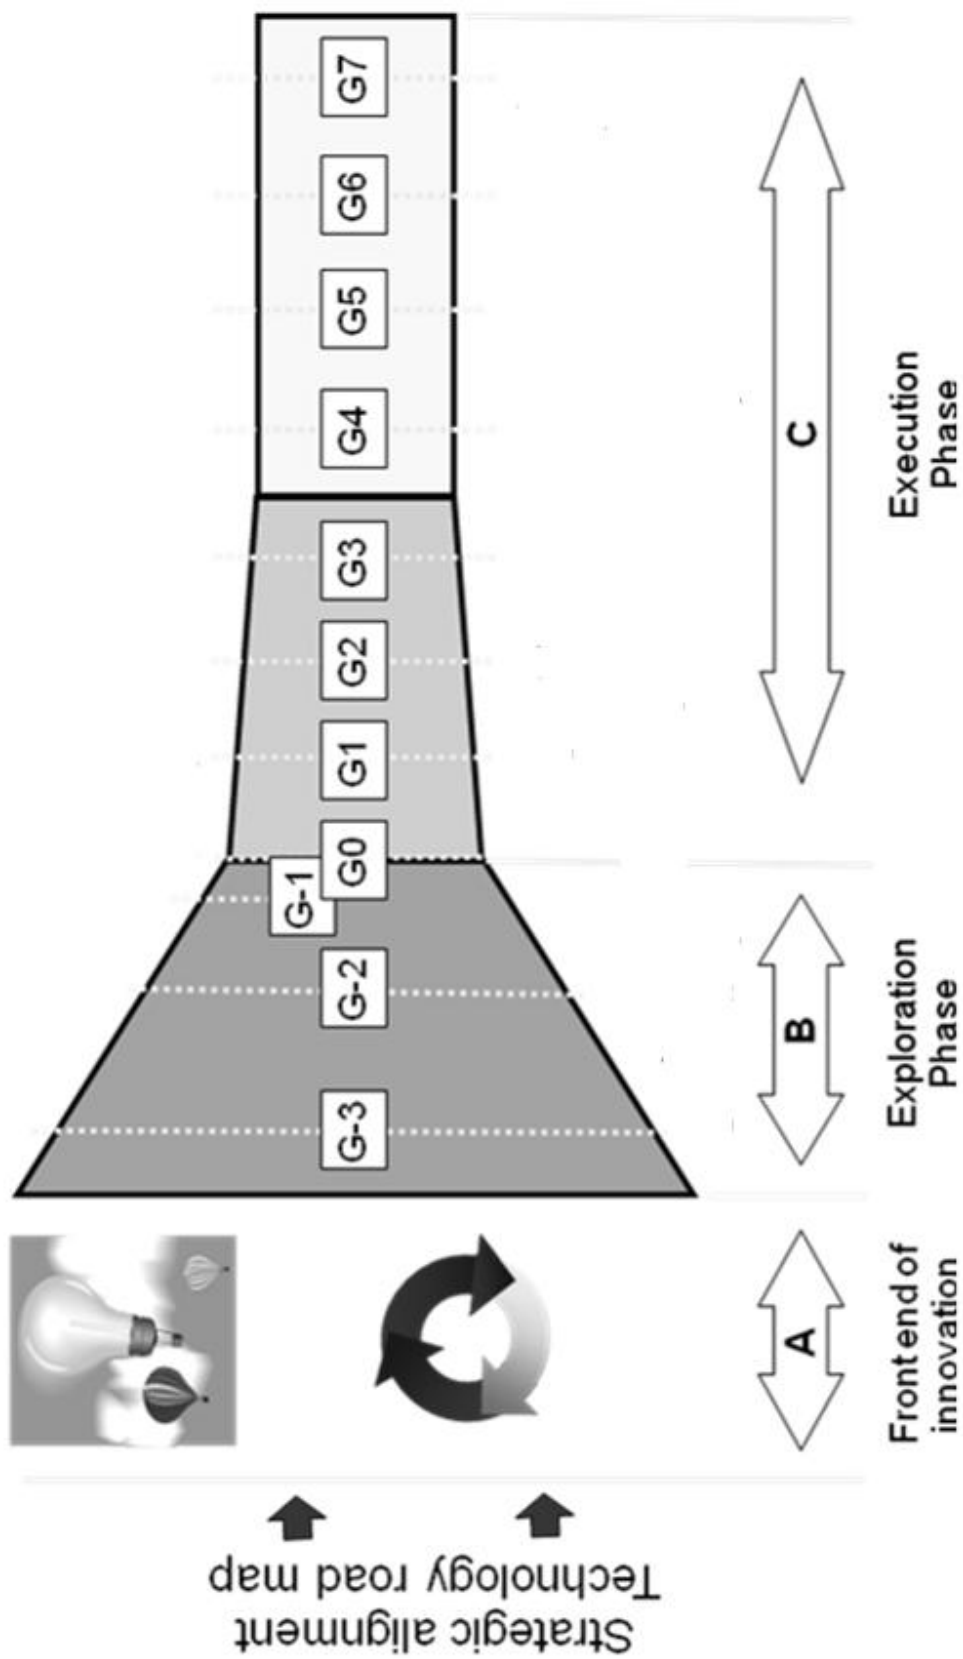 Strategic alignment
Technology road map
G-3
G-2
G-1
G0
G1
G2
G3
G4
G5
G6
G7
A
B
C
Front end of
innovation
Exploration
Phase
Execution
Phase